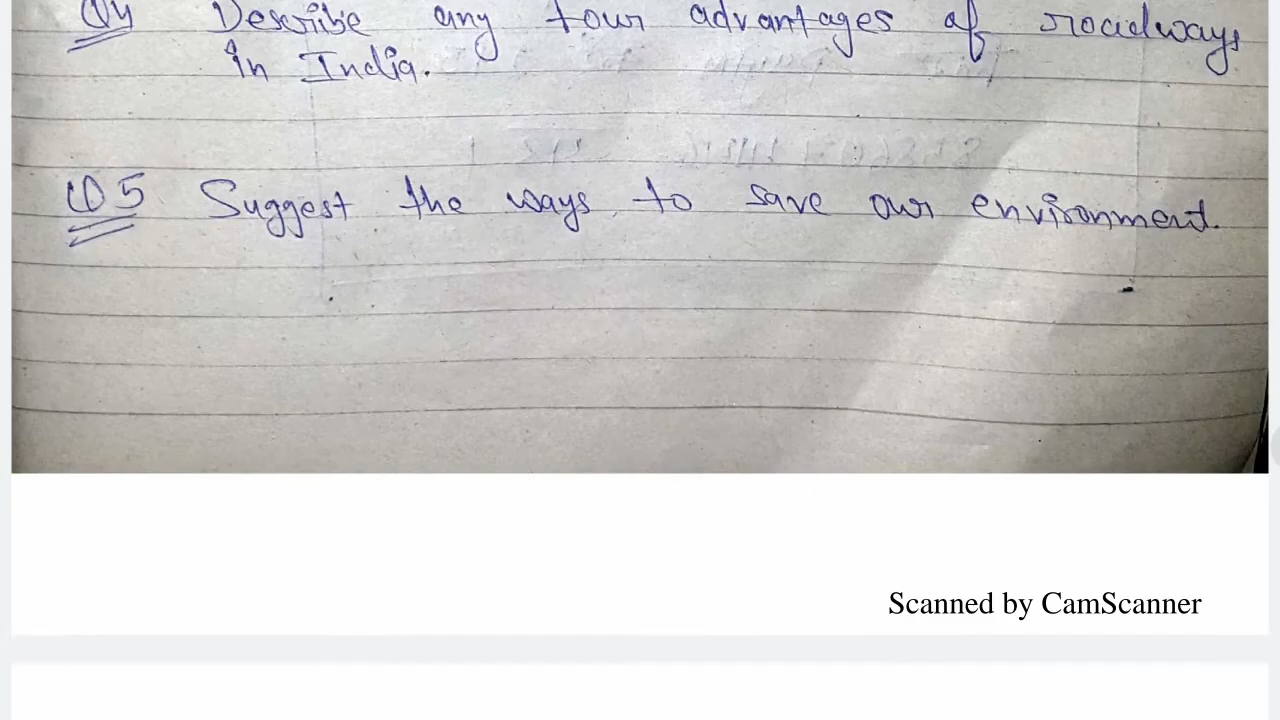 Q4 Describe any four advantages of roadways
in India.
Q5 Suggest the ways to save our environment.
Scanned by CamScanner